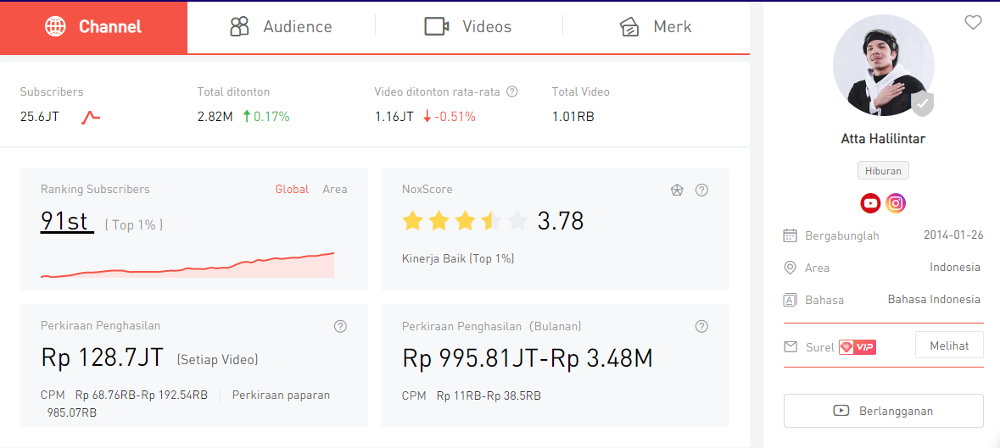 Channel
Audience
Videos
Merk
Subscribers
25.6JT
Total ditonton
2.82M 0.17%
Video ditonton rata-rata
1.16JT -0.51%
Total Video
1.01RB
Ranking Subscribers
Global Area
91st ( Top 1% )
NoxScore
3.78
Kinerja Baik (Top 1%)
Perkiraan Penghasilan
Rp 128.7JT (Setiap Video)
CPM Rp 68.76RB-Rp 192.54RB Perkiraan paparan
985.07RB
Perkiraan Penghasilan (Bulanan)
Rp 995.81JT-Rp 3.48M
CPM Rp 11RB-Rp 38.5RB
Atta Halilintar
Hiburan
Bergabunglah 2014-01-26
Area Indonesia
Bahasa Bahasa Indonesia
Surel VIP Melihat
Berlangganan